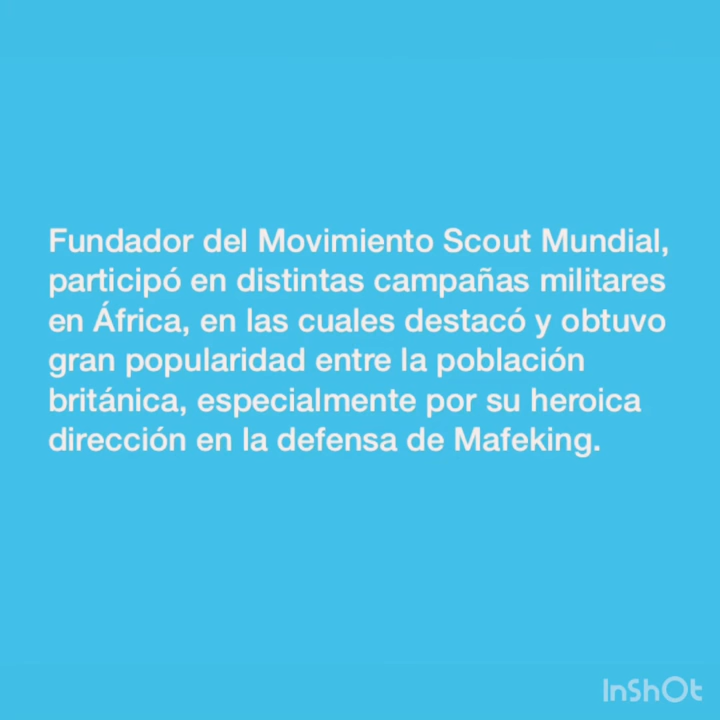 Fundador del Movimiento Scout Mundial,
participó en distintas campañas militares
en África, en las cuales destacó y obtuvo
gran popularidad entre la población
británica, especialmente por su heroica
dirección en la defensa de Mafeking.
InShOt